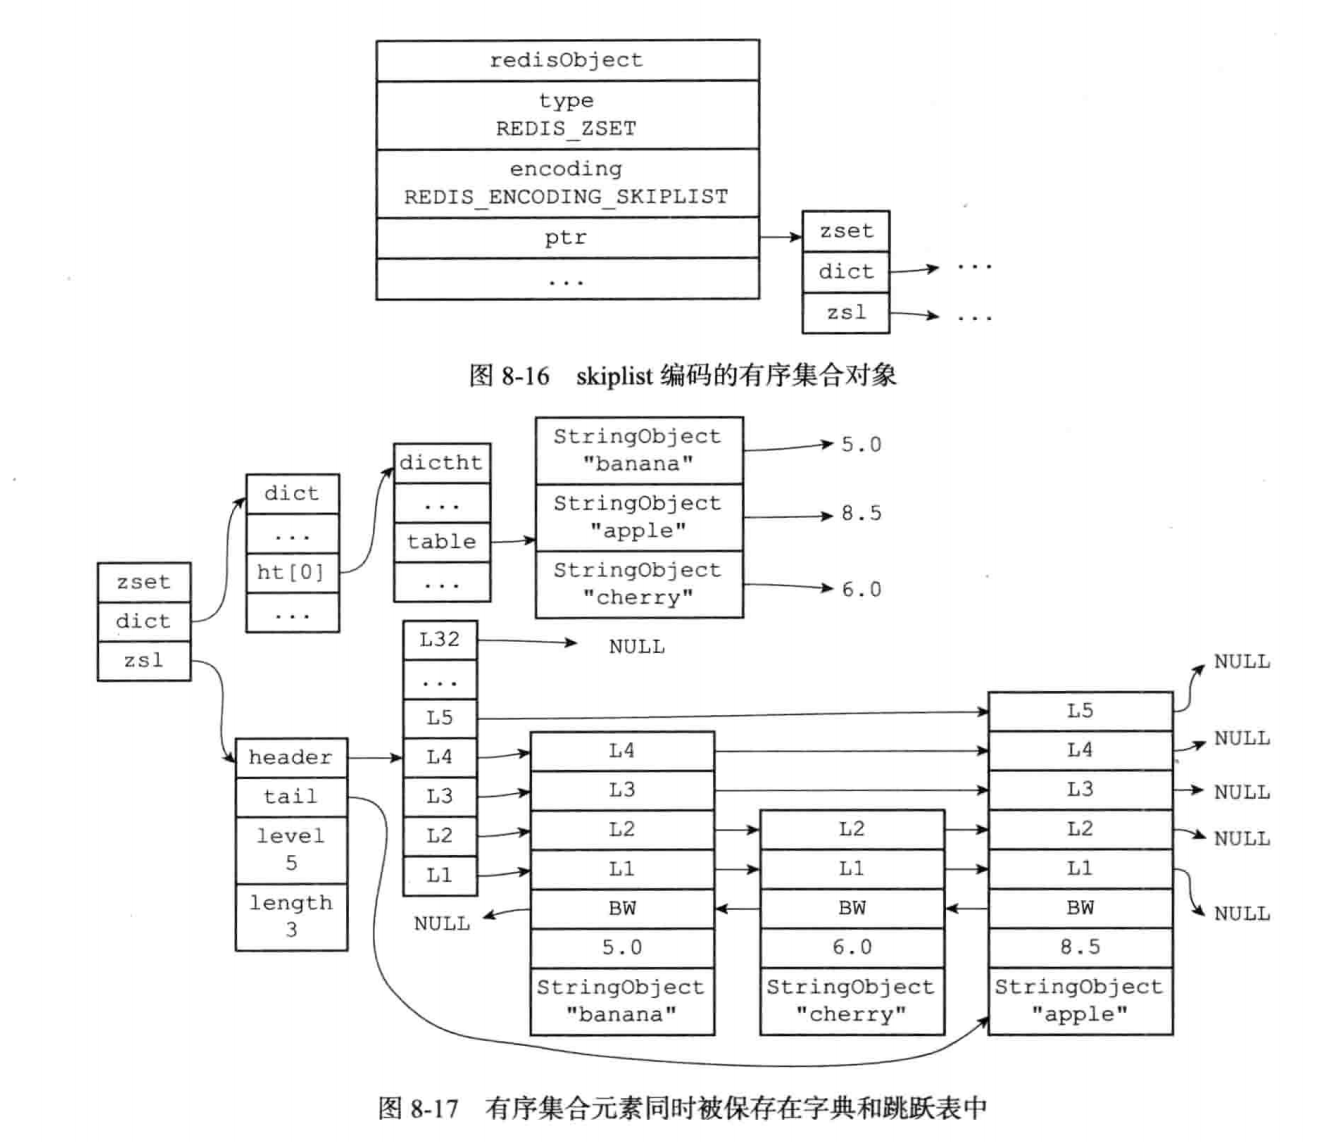 redisObject
type
REDIS_ZSET
encoding
REDIS_ENCODING_SKIPLIST
ptr
...
zset
dict
zsl
...
...
图 8-16 skiplist 编码的有序集合对象
zset
dict
zsl
dict
...
ht[0]
...
dictht
...
table
...
StringObject
"banana"
StringObject
"apple"
StringObject
"cherry"
5.0
8.5
6.0
header
tail
level
5
length
3
L32
...
L5
L4
L3
L2
L1
NULL
NULL
L4
L3
L2
L1
BW
5.0
StringObject
"banana"
L2
L1
BW
6.0
StringObject
"cherry"
L5
L4
L3
L2
L1
BW
8.5
StringObject
"apple"
NULL
NULL
NULL
NULL
NULL
图 8-17 有序集合元素同时被保存在字典和跳跃表中